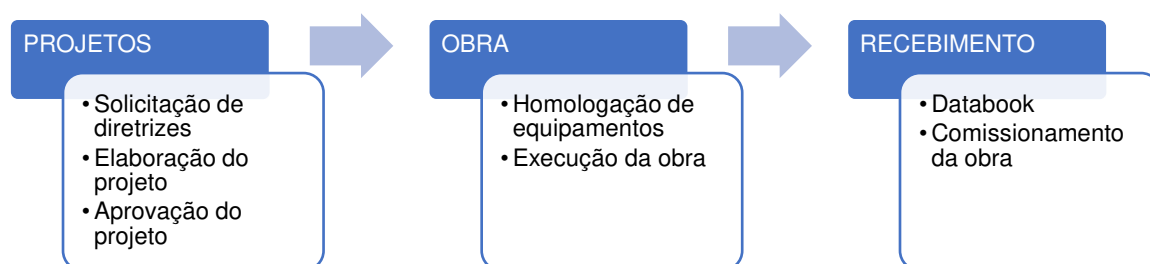 PROJETOS
• Solicitação de
diretrizes
• Elaboração do
projeto
• Aprovação do
projeto
OBRA
• Homologação de
equipamentos
• Execução da obra
RECEBIMENTO
• Databook
• Comissionamento
da obra